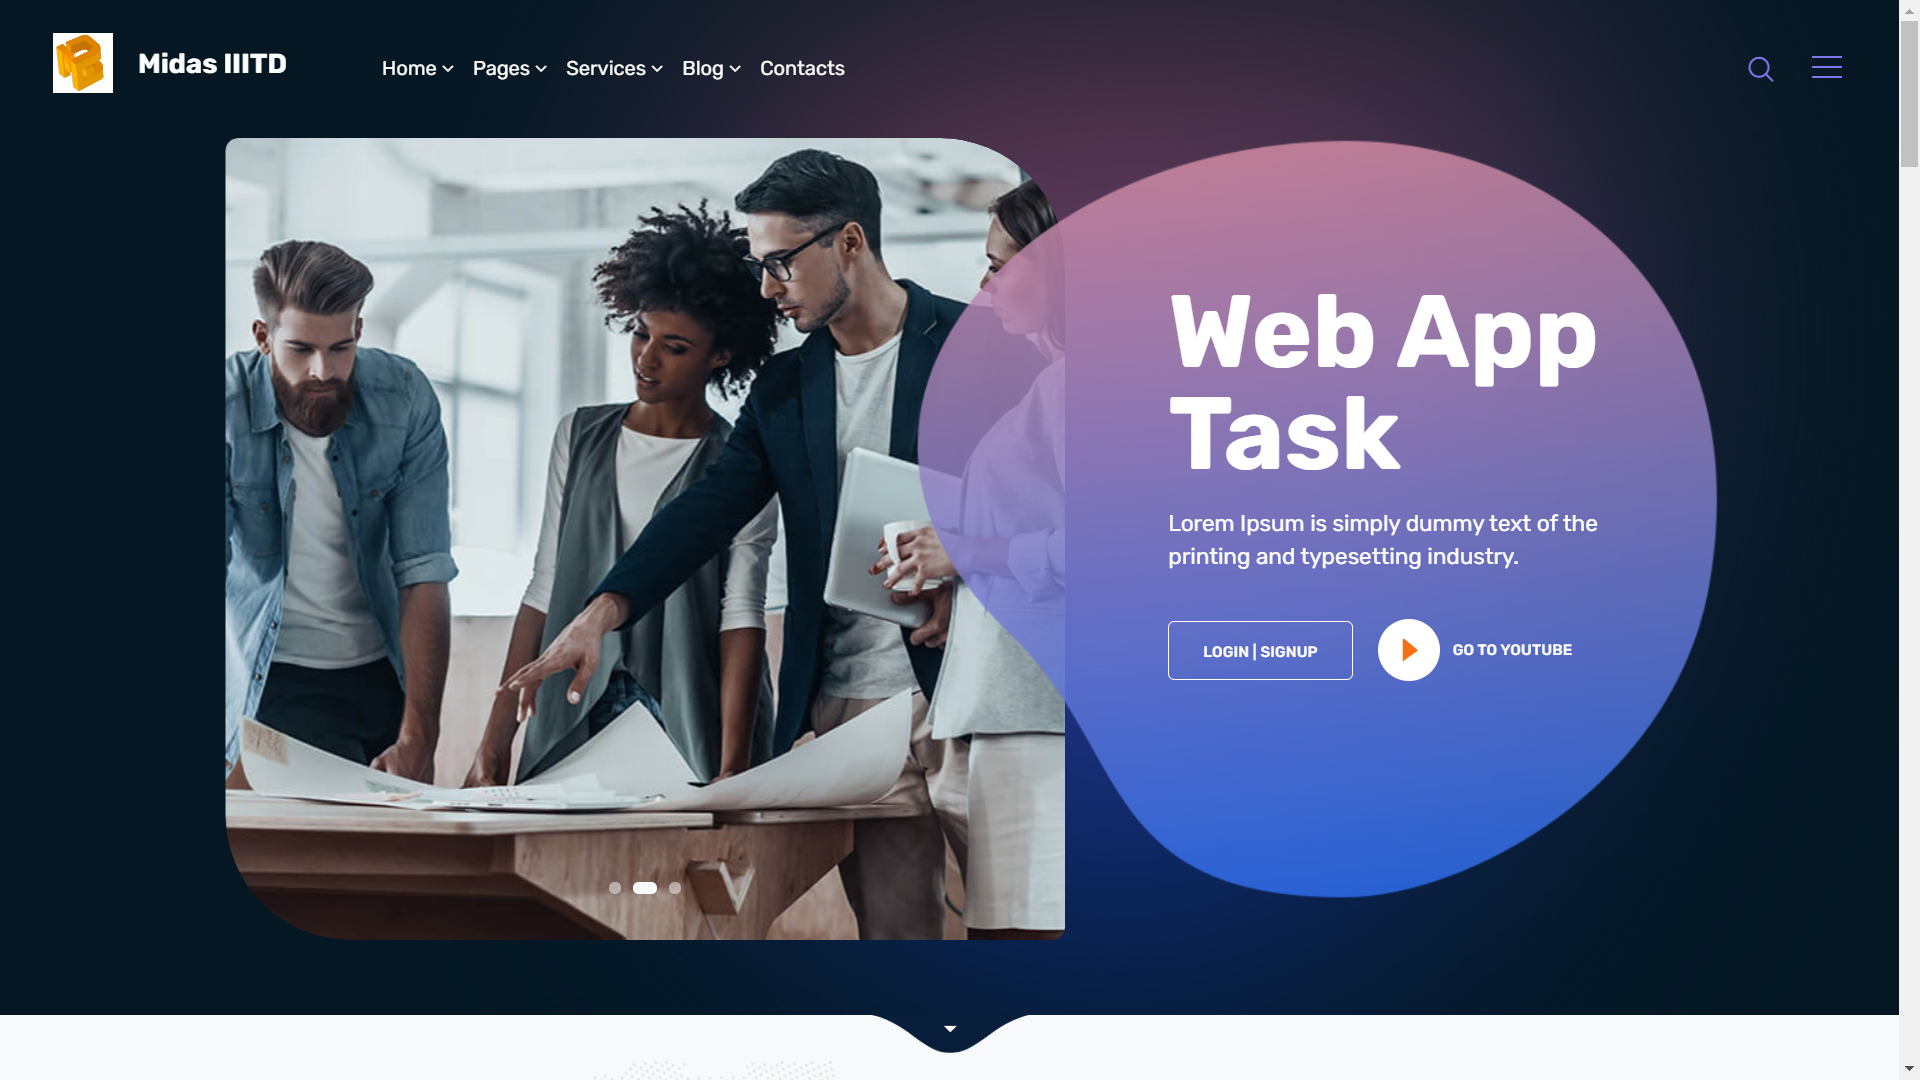 Midas IIITD
Home
Pages
Services
Blog
Contacts
Web App
Task
Lorem Ipsum is simply dummy text of the
printing and typesetting industry.
LOGIN | SIGNUP
GO TO YOUTUBE